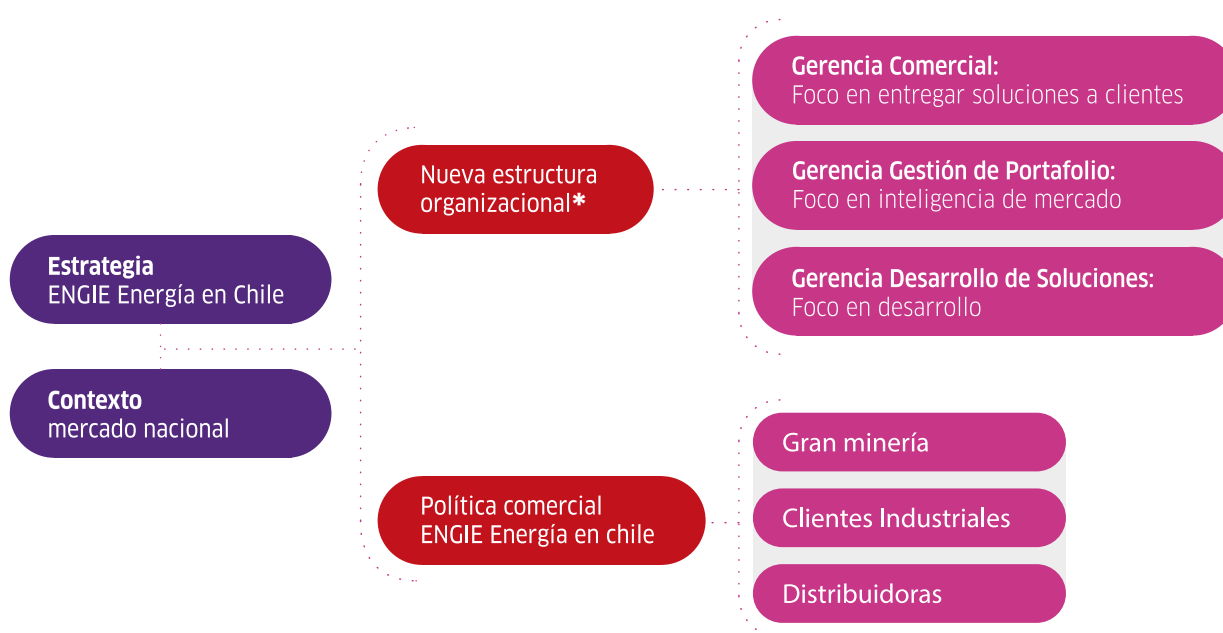 Estrategia
ENGIE Energía en Chile
Contexto
mercado nacional
Nueva estructura
organizacional*
Política comercial
ENGIE Energía en chile
Gerencia Comercial:
Foco en entregar soluciones a clientes
Gerencia Gestión de Portafolio:
Foco en inteligencia de mercado
Gerencia Desarrollo de Soluciones:
Foco en desarrollo
Gran minería
Clientes Industriales
Distribuidoras